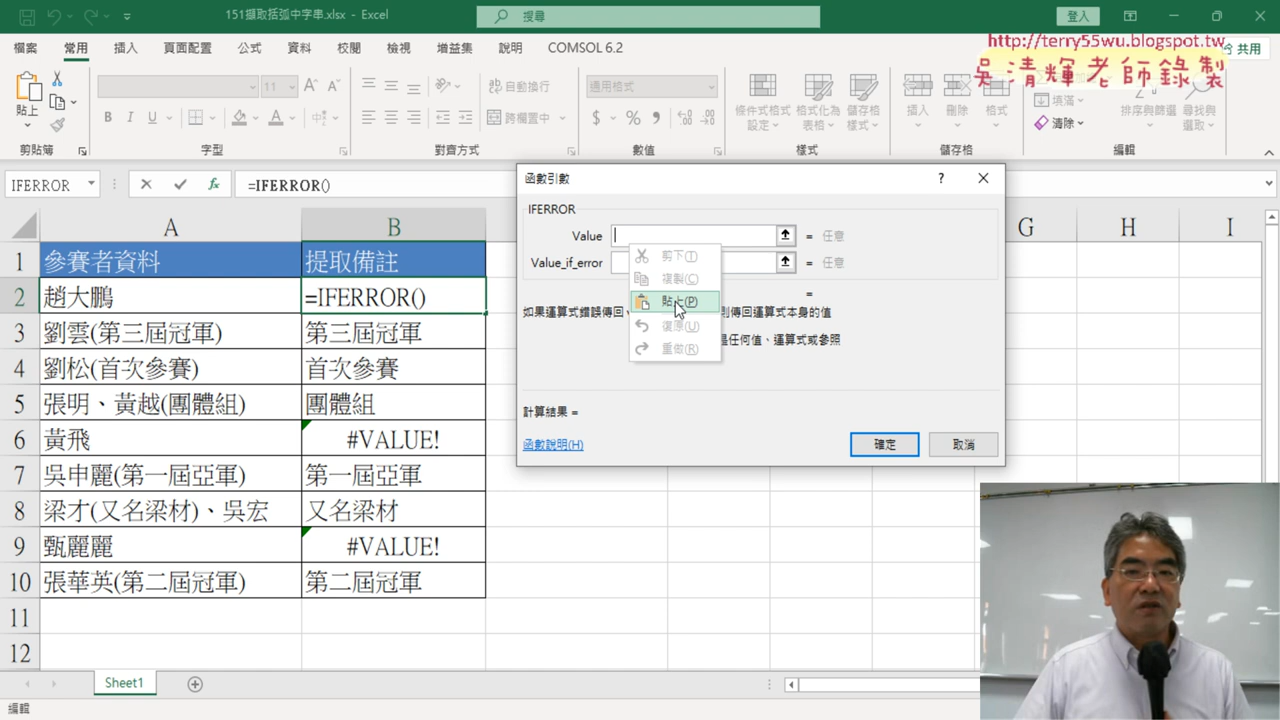 151擷取括弧中字串.xlsx - Excel
搜尋
登入
http://terry55wu.blogspot.tw
吳清輝老師錄製
檔案 常用 插入 頁面配置 公式 資料 校閱 檢視 增益集 說明 COMSOL 6.2 共用
貼上 11 自動換行 通用格式 條件式格式設定 格式化為表格 儲存格樣式 插入 刪除 格式 填滿 清除 排序與篩選 尋找與選取
B I U A 跨欄置中 $ %
剪貼簿 字型 對齊方式 數值 樣式 儲存格 編輯
IFERROR fx =IFERROR()
A B G H I
1 參賽者資料 提取備註
2 趙大鵬 =IFERROR()
3 劉雲(第三屆冠軍) 第三屆冠軍
4 劉松(首次參賽) 首次參賽
5 張明、黃越(團體組) 團體組
6 黃飛 #VALUE!
7 吳申麗(第一屆亞軍) 第一屆亞軍
8 梁才(又名梁材)、吳宏 又名梁材
9 甄麗麗 #VALUE!
10 張華英(第二屆冠軍) 第二屆冠軍
11
12
函數引數 ?
IFERROR
Value = 任意
Value_if_error = 任意
=
剪下(T)
複製(C)
貼上(P)
復原(U)
重做(R)
如果運算式錯誤傳回 則傳回運算式本身的值
任何值、運算式或參照
計算結果 =
函數說明(H) 確定 取消
Sheet1
編輯